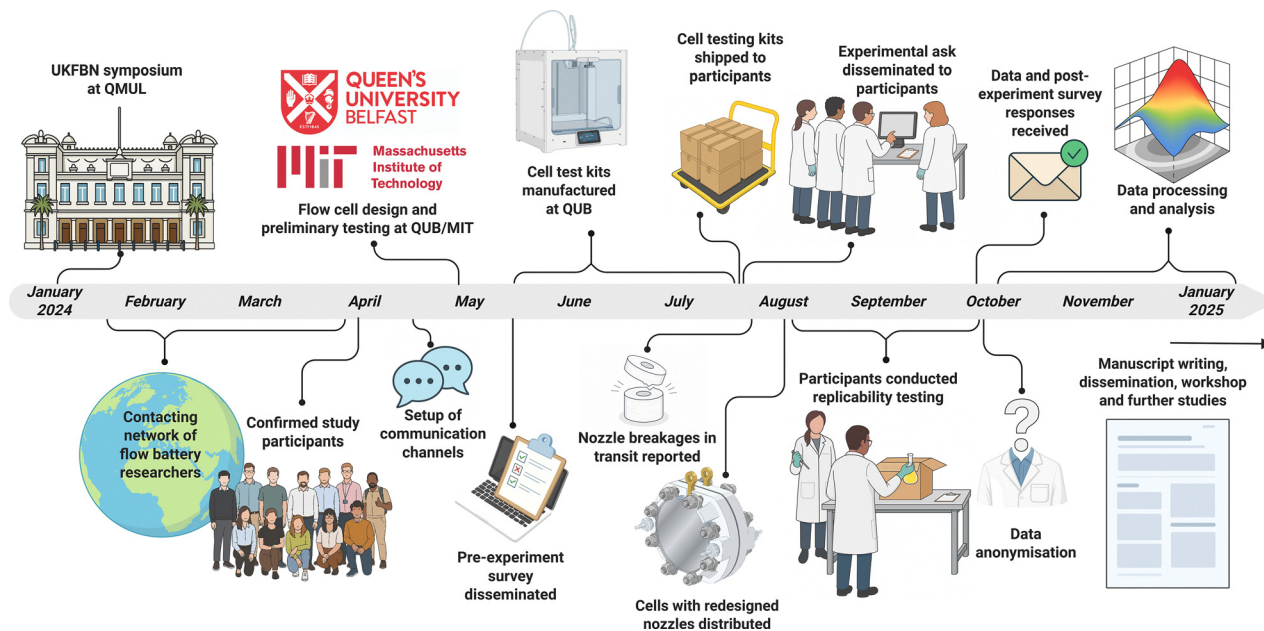 UKFBN symposium
at QMUL
QUEEN'S
UNIVERSITY
BELFAST
ESTD1845
MiT
Massachusetts
Institute of
Technology
Flow cell design and
preliminary testing at QUB/MIT
Cell test kits
manufactured
at QUB
Cell testing kits
shipped to
participants
Experimental ask
disseminated to
participants
Data and post-
experiment survey
responses
received
Data processing
and analysis
January
2024
February
March
April
May
June
July
August
September
October
November
January
2025
Contacting
network of
flow battery
researchers
Confirmed study
participants
Setup of
communication
channels
Pre-experiment
survey
disseminated
Nozzle breakages in
transit reported
Cells with redesigned
nozzles distributed
Participants conducted
replicability testing
?
Data
anonymisation
Manuscript writing,
dissemination, workshop
and further studies